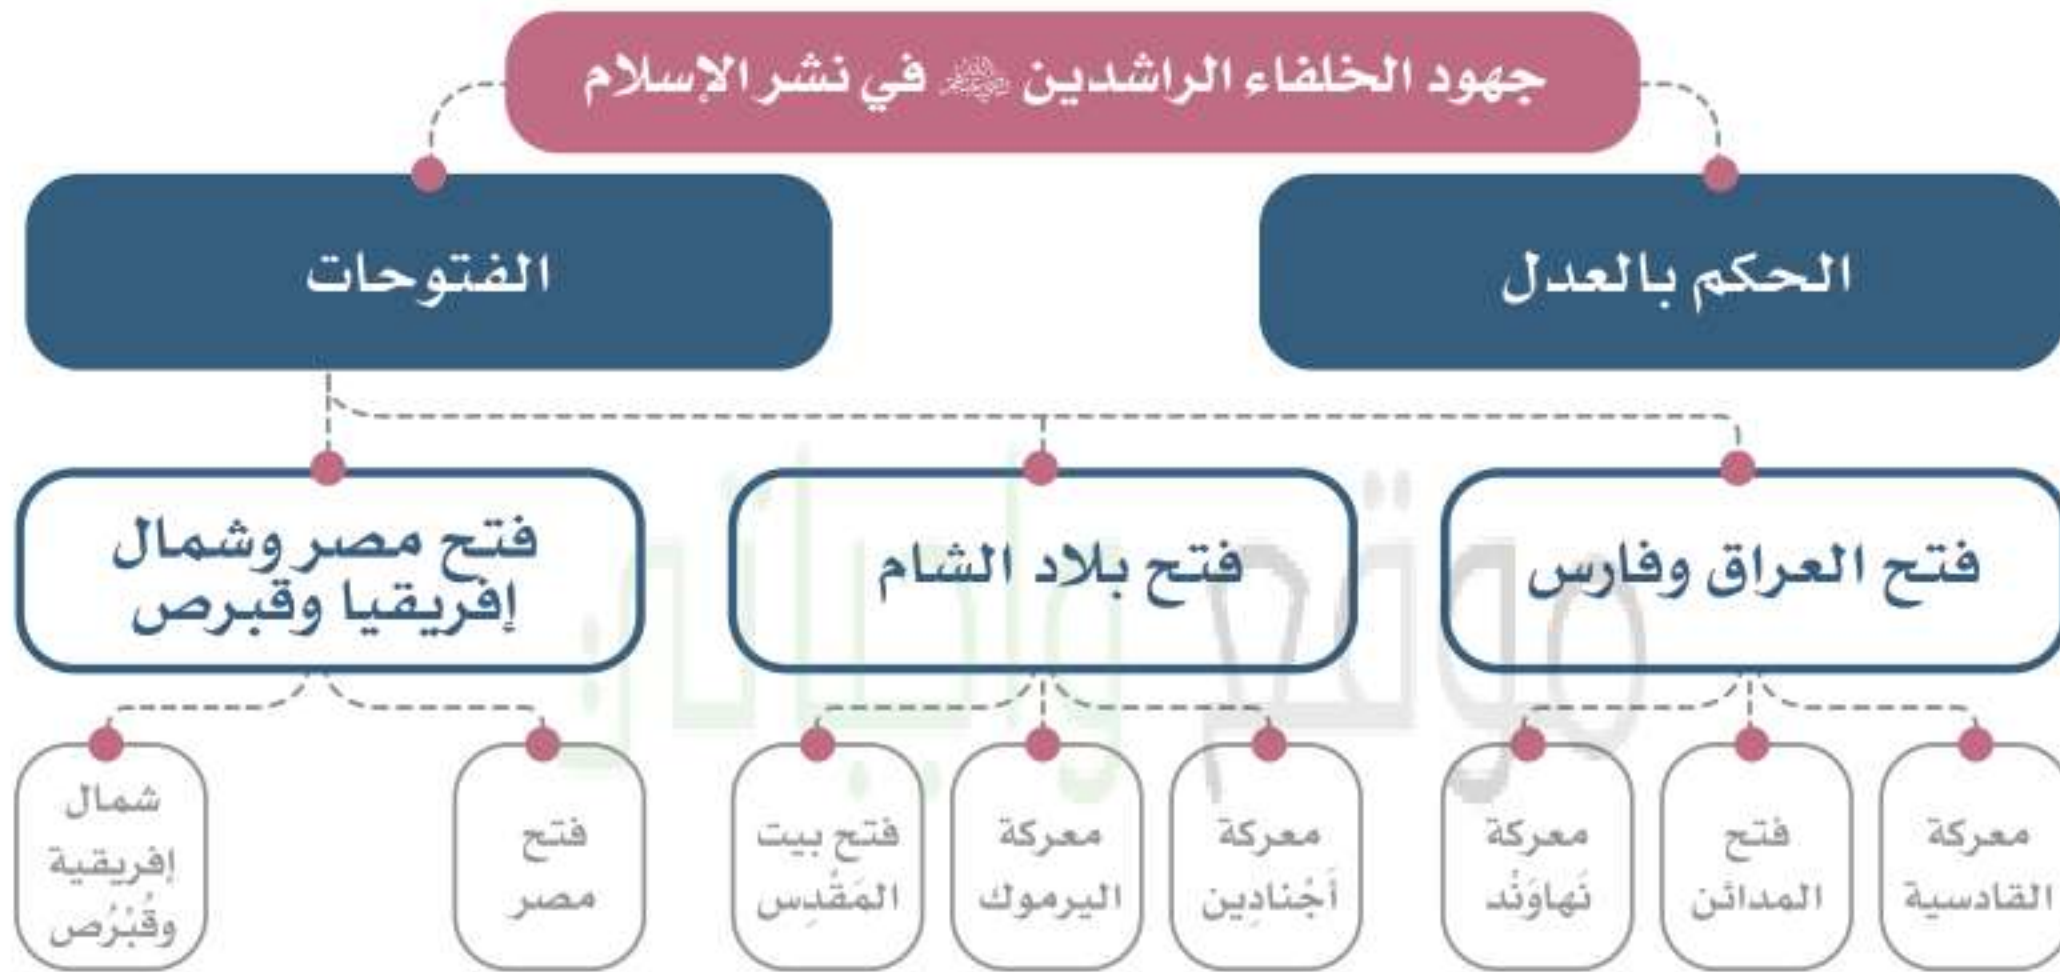 جهود الخلفاء الراشدين ﷺ في نشر الإسلام
الحكم بالعدل
الفتوحات
فتح العراق وفارس
فتح بلاد الشام
فتح مصر وشمال
إفريقيا وقبرص
معركة
القادسية
فتح
المدائن
معركة
نَهاوَنْد
معركة
أَجْنادِين
معركة
اليرموك
فتح بيت
المَقْدِس
فتح
مصر
شمال
إفريقية
وقُبْرُص
موقع واجباتي